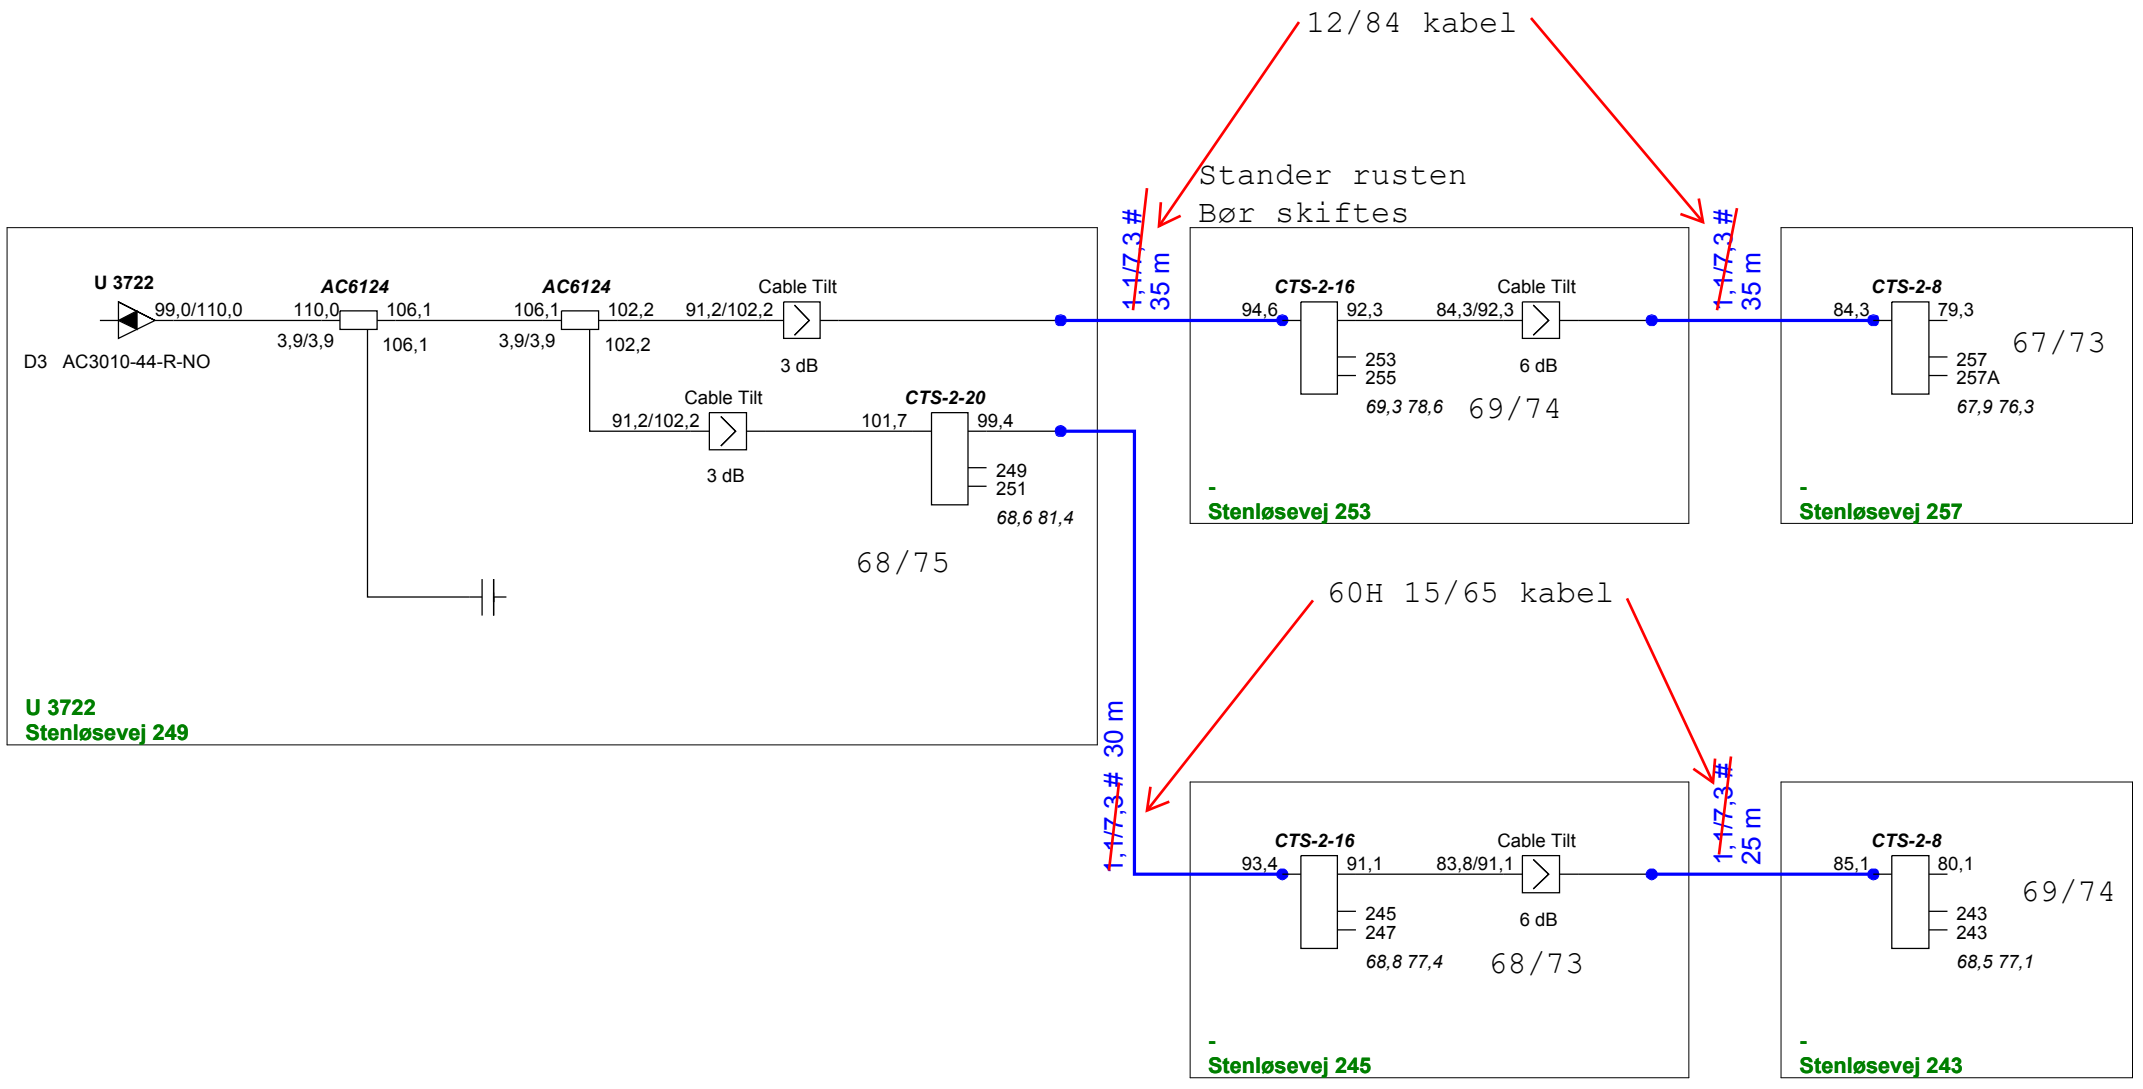 12/84 kabel
Stander rusten
Bør skiftes
1,1/7,3 #
35 m
1,1/7,3 #
35 m
U 3722
99,0/110,0
D3 AC3010-44-R-NO
AC6124
110,0
106,1
3,9/3,9
106,1
AC6124
106,1
102,2
3,9/3,9
102,2
91,2/102,2
Cable Tilt
3 dB
91,2/102,2
Cable Tilt
3 dB
CTS-2-20
101,7
99,4
249
251
68,6 81,4
68/75
U 3722
Stenløsevej 249
CTS-2-16
94,6
92,3
253
255
69,3 78,6
69/74
84,3/92,3
Cable Tilt
6 dB
-
Stenløsevej 253
CTS-2-8
84,3
79,3
257
257A
67,9 76,3
67/73
-
Stenløsevej 257
60H 15/65 kabel
1,1/7,3 # 30 m
1,1/7,3 #
25 m
CTS-2-16
93,4
91,1
245
247
68,8 77,4
68/73
83,8/91,1
Cable Tilt
6 dB
-
Stenløsevej 245
CTS-2-8
85,1
80,1
243
243
68,5 77,1
69/74
-
Stenløsevej 243